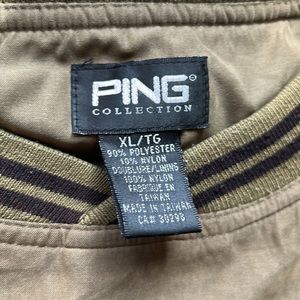 PING
COLLECTION
XL/TG
90% POLYESTER
10% NYLON
DOUBLURE/LINING
100% NYLON
FABRIQUE EN
TAIWAN
MADE IN TAIWAN
CA# 30298